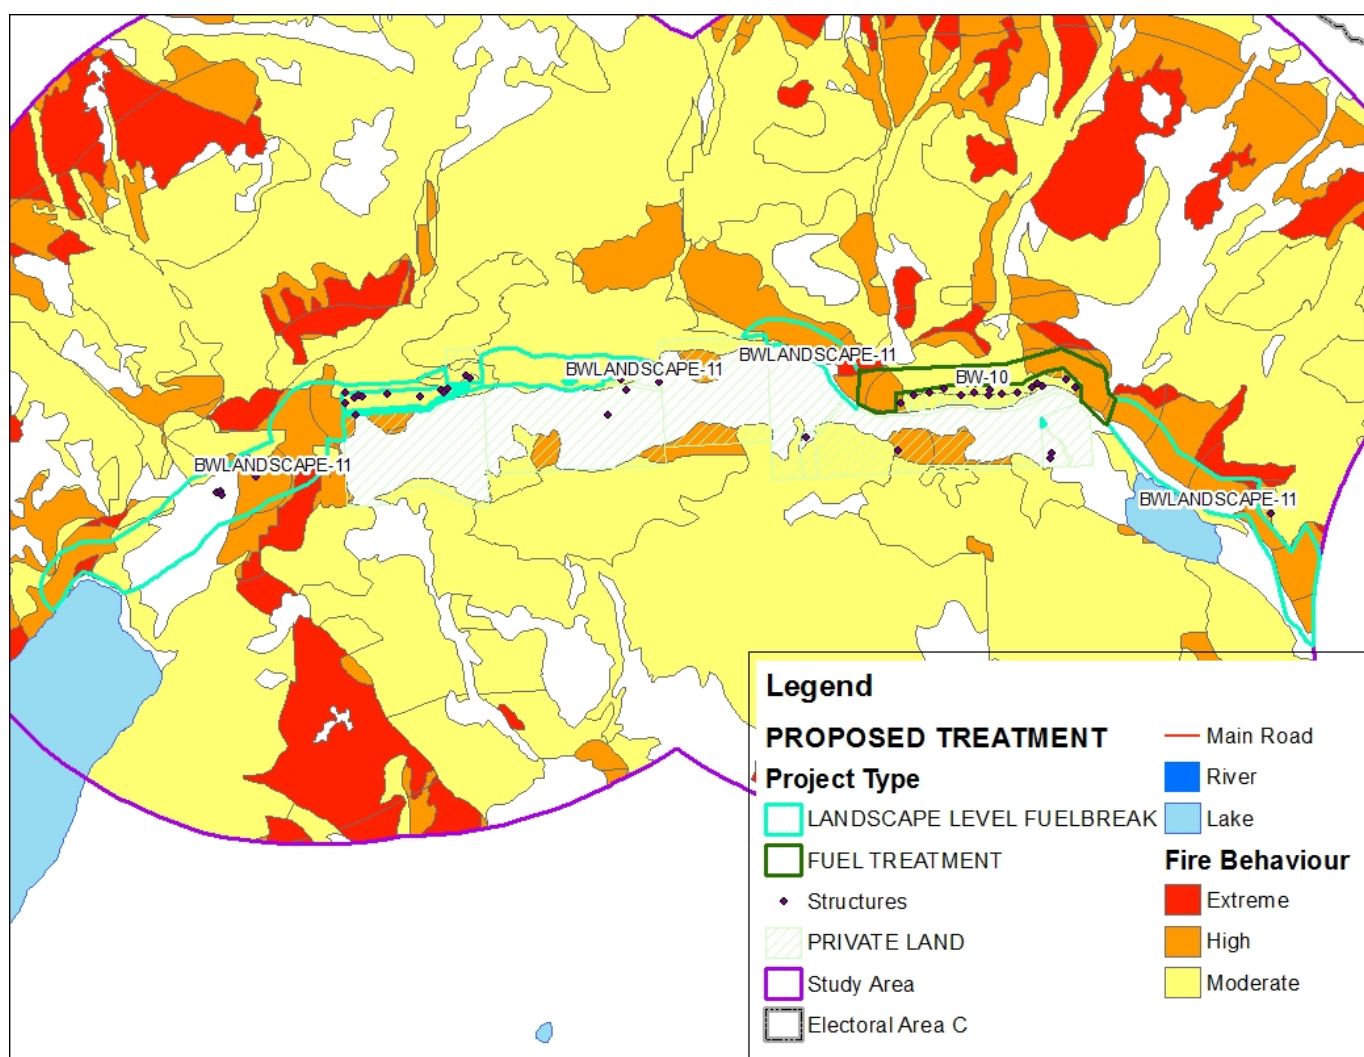 BWLANDSCAPE-11
BWLANDSCAPE-11
BW-10
BWLANDSCAPE-11
BWLANDSCAPE-11
Legend
PROPOSED TREATMENT
Project Type
LANDSCAPE LEVEL FUELBREAK
FUEL TREATMENT
Structures
PRIVATE LAND
Study Area
Electoral Area C
Main Road
River
Lake
Fire Behaviour
Extreme
High
Moderate